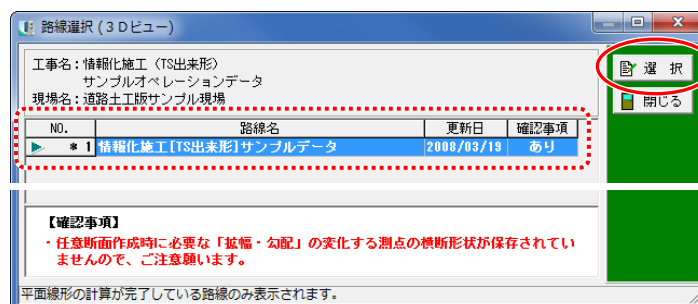 路線選択(3Dビュー)
工事名:情報化施工(TS出来形)
サンプルオペレーションデータ
現場名:道路土工版サンプル現場
選 択
閉じる
NO. 路線名 更新日 確認事項
* 1 情報化施工[TS出来形]サンプルデータ 2008/03/19 あり
【確認事項】
・任意断面作成時に必要な「拡幅・勾配」の変化する測点の横断形状が保存されてい
ませんので、ご注意願います。
平面線形の計算が完了している路線のみ表示されます。